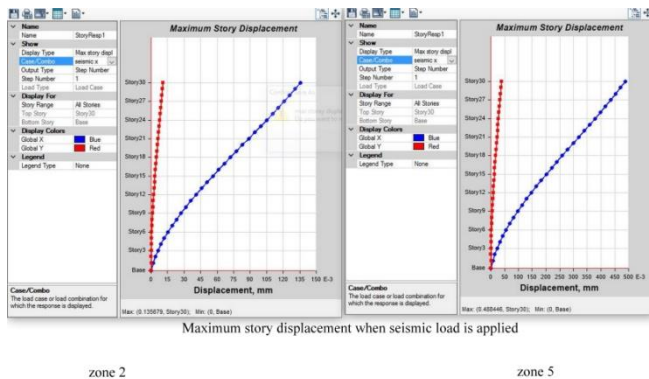 Name
Name StoryResp1
Show
Display Type Max story displ
Case/Combo seismic x
Output Type Step Number
Step Number 1
Load Type Load Case
Display For
Story Range All Stories
Top Story Story30
Bottom Story Base
Display Colors
Global X Blue
Global Y Red
Legend
Legend Type None
Case/Combo
The load case or load combination for
which the response is displayed.
Maximum Story Displacement
Story30
Story27
Story24
Story21
Story18
Story15
Story12
Story9
Story6
Story3
Base
0 15 30 45 60 75 90 105 120 135 150 E-3
Displacement, mm
Max: (0.135679, Story30); Min: (0, Base)
Name
Name StoryResp1
Show
Display Type Max story displ
Case/Combo seismic x
Output Type Step Number
Step Number 1
Load Type Load Case
Display For
Story Range All Stories
Top Story Story30
Bottom Story Base
Display Colors
Global X Blue
Global Y Red
Legend
Legend Type None
Case/Combo
The load case or load combination for
which the response is displayed.
Maximum Story Displacement
Story30
Story27
Story24
Story21
Story18
Story15
Story12
Story9
Story6
Story3
Base
0 50 100 150 200 250 300 350 400 450 500 E-3
Displacement, mm
Max: (0.488446, Story30); Min: (0, Base)
Maximum story displacement when seismic load is applied
zone 2
zone 5